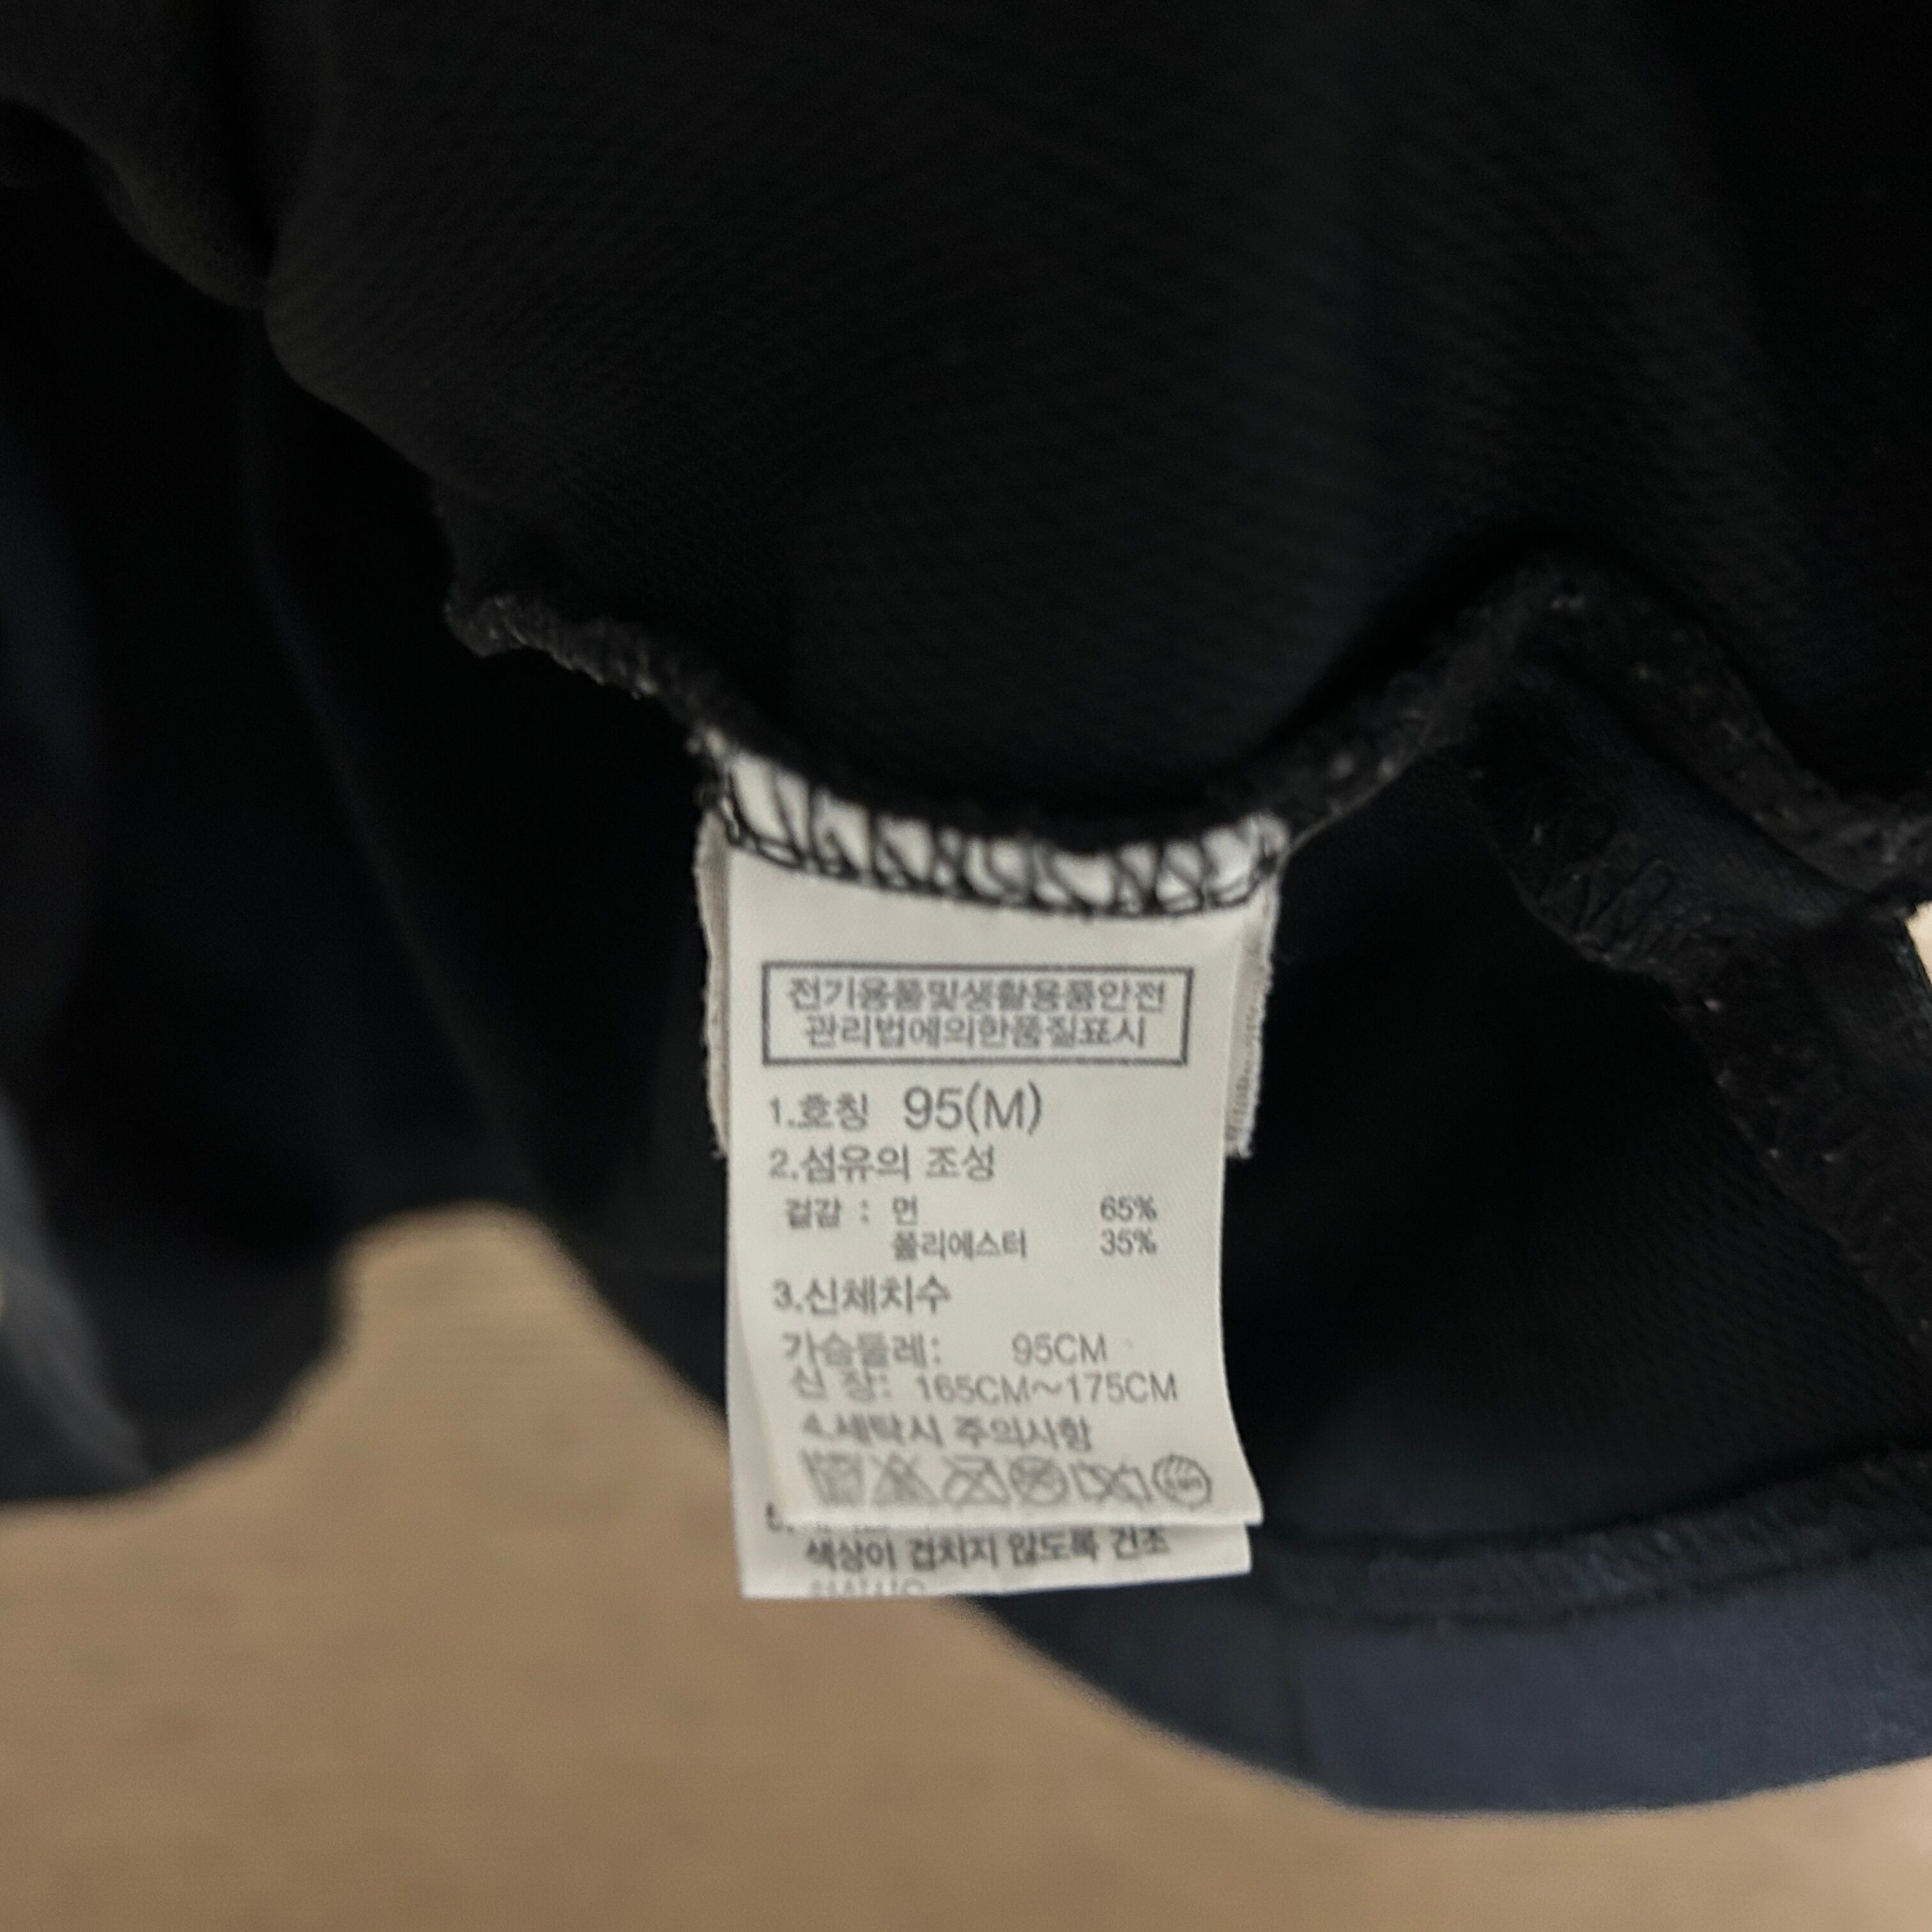 전기용품및생활용품안전
관리법에의한품질표시
1.호칭 95(M)
2.섬유의 조성
겉감 : 면 65%
폴리에스터 35%
3.신체치수
가슴둘레: 95CM
신 장: 165CM~175CM
4.세탁시 주의사항
5.
색상이 겹치지 않도록 건조